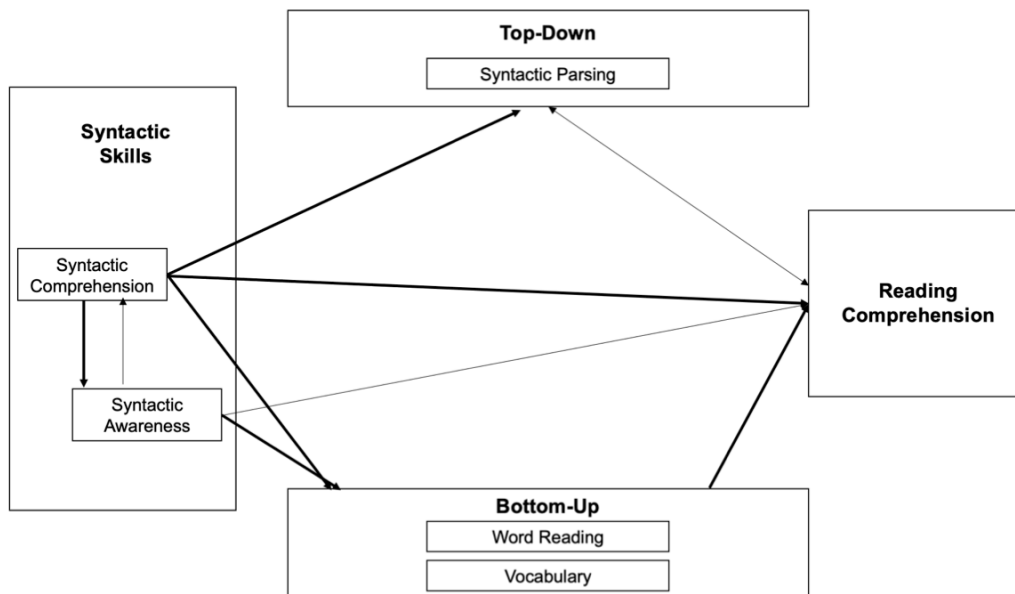 Top-Down
Syntactic Parsing
Syntactic
Skills
Syntactic
Comprehension
Syntactic
Awareness
Reading
Comprehension
Bottom-Up
Word Reading
Vocabulary